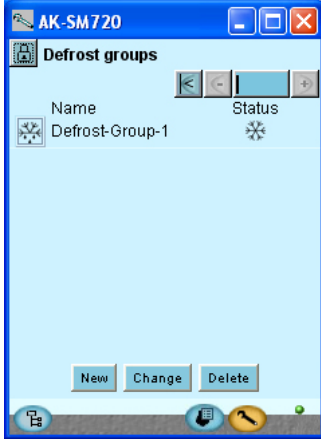 AK-SM720
Defrost groups
Name Status
Defrost-Group-1
New Change Delete